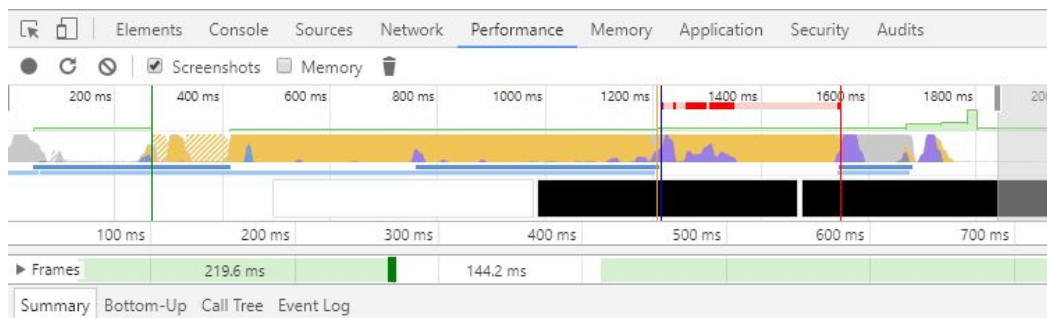 Elements Console Sources Network Performance Memory Application Security Audits
Screenshots Memory
200 ms 400 ms 600 ms 800 ms 1000 ms 1200 ms 1400 ms 1600 ms 1800 ms 200
100 ms 200 ms 300 ms 400 ms 500 ms 600 ms 700 ms
Frames 219.6 ms 144.2 ms
Summary Bottom-Up Call Tree Event Log